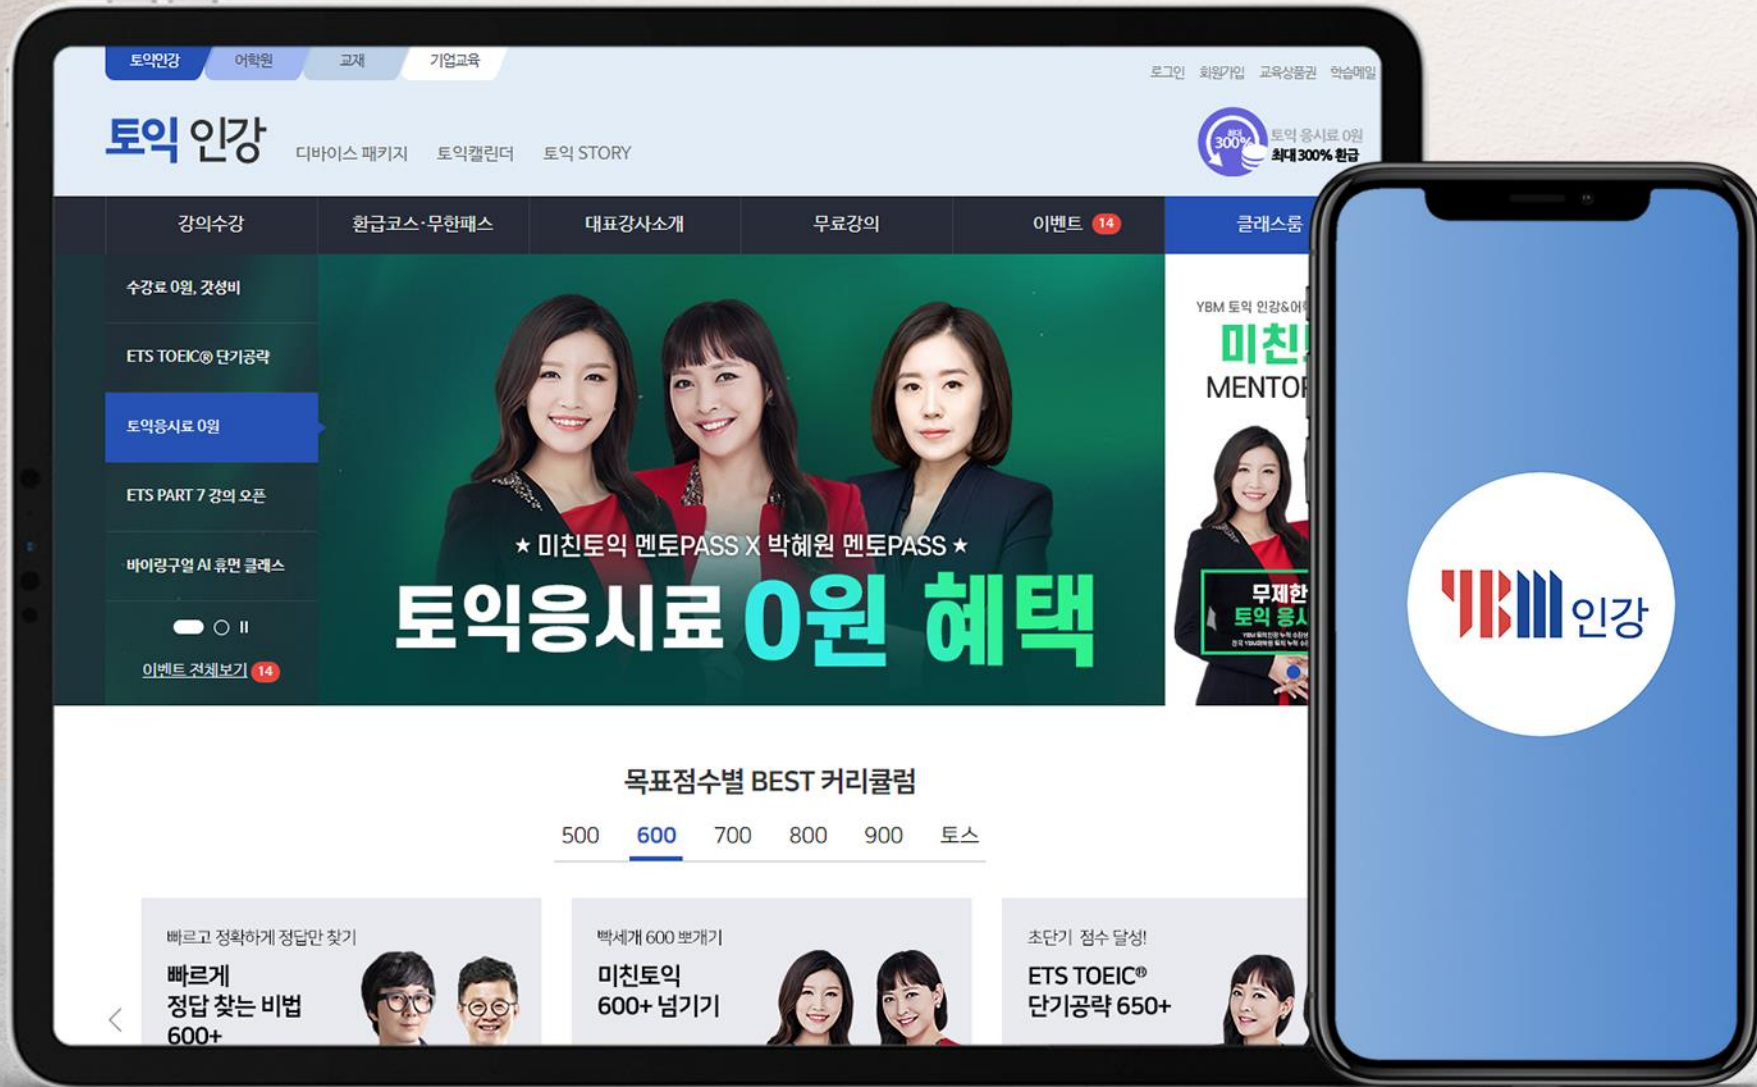 토익인강 어학원 교재 기업교육
로그인 회원가입 교육상품권 학습메일
토익 인강 디바이스 패키지 토익캘린더 토익 STORY
최대 300%
토익 응시료 0원
최대 300% 환급
강의수강 환급코스·무한패스 대표강사소개 무료강의 이벤트 14 클래스룸
수강료 0원, 갓성비
ETS TOEIC® 단기공략
토익응시료 0원
ETS PART 7 강의 오픈
바이링구얼 AI 휴먼 클래스
이벤트 전체보기 14
★ 미친토익 멘토PASS X 박혜원 멘토PASS ★
토익응시료 0원 혜택
YBM 토익 인강&어
미친
MENTOR
무제한
토익 응시
목표점수별 BEST 커리큘럼
500 600 700 800 900 토스
빠르고 정확하게 정답만 찾기
빠르게
정답 찾는 비법
600+
빡세개 600 뽀개기
미친토익
600+ 넘기기
초단기 점수 달성!
ETS TOEIC®
단기공략 650+
YBM 인강